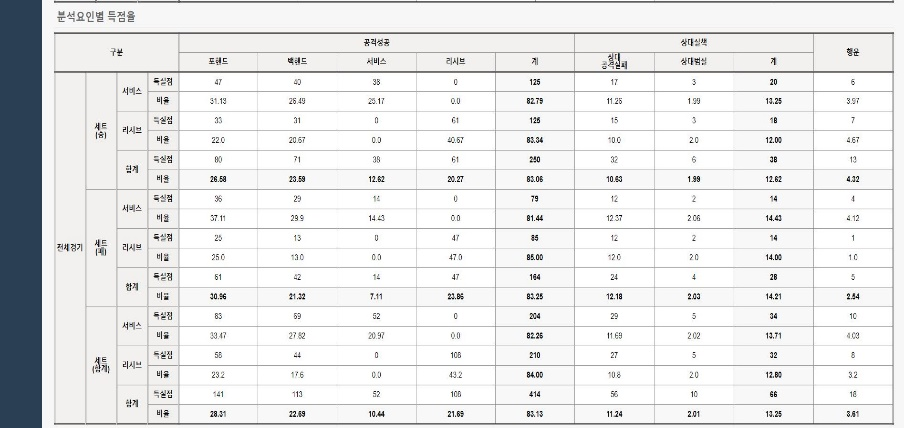 분석요인별 득점율
구분 공격성공 상대실책 행운
포핸드 백핸드 서비스 리시브 계 상대공격실패 상대범실 계
전체경기 세트(승) 서비스 득실점 47 40 38 0 125 17 3 20 6
비율 31.13 26.49 25.17 0.0 82.79 11.26 1.99 13.25 3.97
리시브 득실점 33 31 0 61 125 15 3 18 7
비율 22.0 20.67 0.0 40.67 83.34 10.0 2.0 12.00 4.67
합계 득실점 80 71 38 61 250 32 6 38 13
비율 26.58 23.59 12.62 20.27 83.06 10.63 1.99 12.62 4.32
세트(패) 서비스 득실점 36 29 14 0 79 12 2 14 4
비율 37.11 29.9 14.43 0.0 81.44 12.37 2.06 14.43 4.12
리시브 득실점 25 13 0 47 85 12 2 14 1
비율 25.0 13.0 0.0 47.0 85.00 12.0 2.0 14.00 1.0
합계 득실점 61 42 14 47 164 24 4 28 5
비율 30.96 21.32 7.11 23.86 83.25 12.18 2.03 14.21 2.54
세트(합계) 서비스 득실점 83 69 52 0 204 29 5 34 10
비율 33.47 27.82 20.97 0.0 82.26 11.69 2.02 13.71 4.03
리시브 득실점 58 44 0 108 210 27 5 32 8
비율 23.2 17.6 0.0 43.2 84.00 10.8 2.0 12.80 3.2
합계 득실점 141 113 52 108 414 56 10 66 18
비율 28.31 22.69 10.44 21.69 83.13 11.24 2.01 13.25 3.61